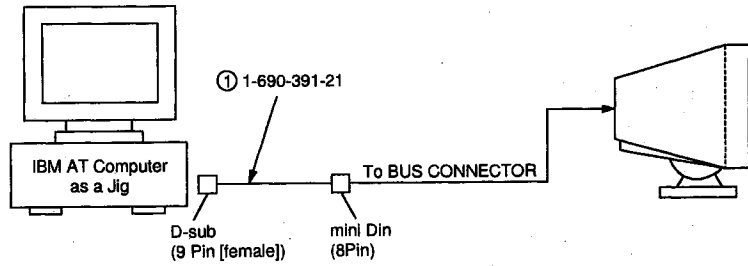 ① 1-690-391-21
IBM AT Computer
as a Jig
To BUS CONNECTOR
D-sub
(9 Pin [female])
mini Din
(8Pin)